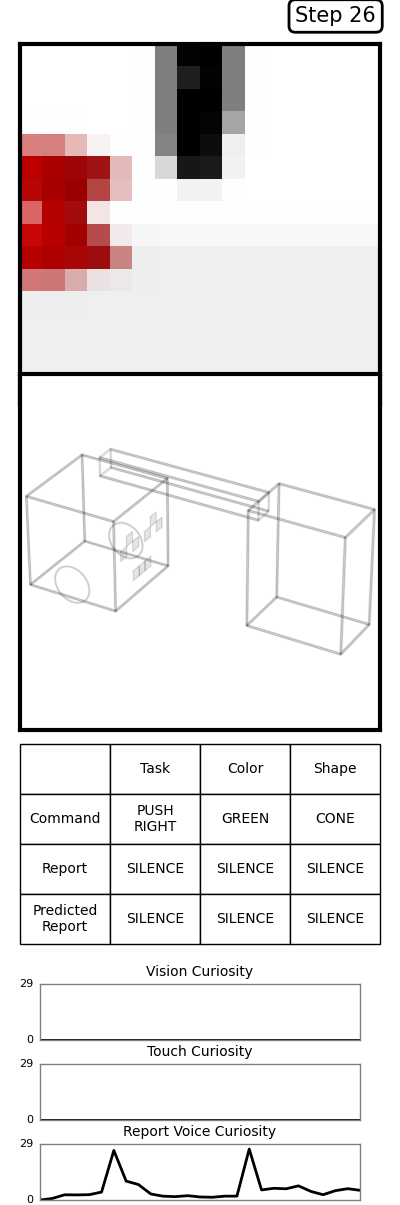 Step 26
Task Color Shape
Command PUSH RIGHT GREEN CONE
Report SILENCE SILENCE SILENCE
Predicted Report SILENCE SILENCE SILENCE
Vision Curiosity
29
0
Touch Curiosity
29
0
Report Voice Curiosity
29
0